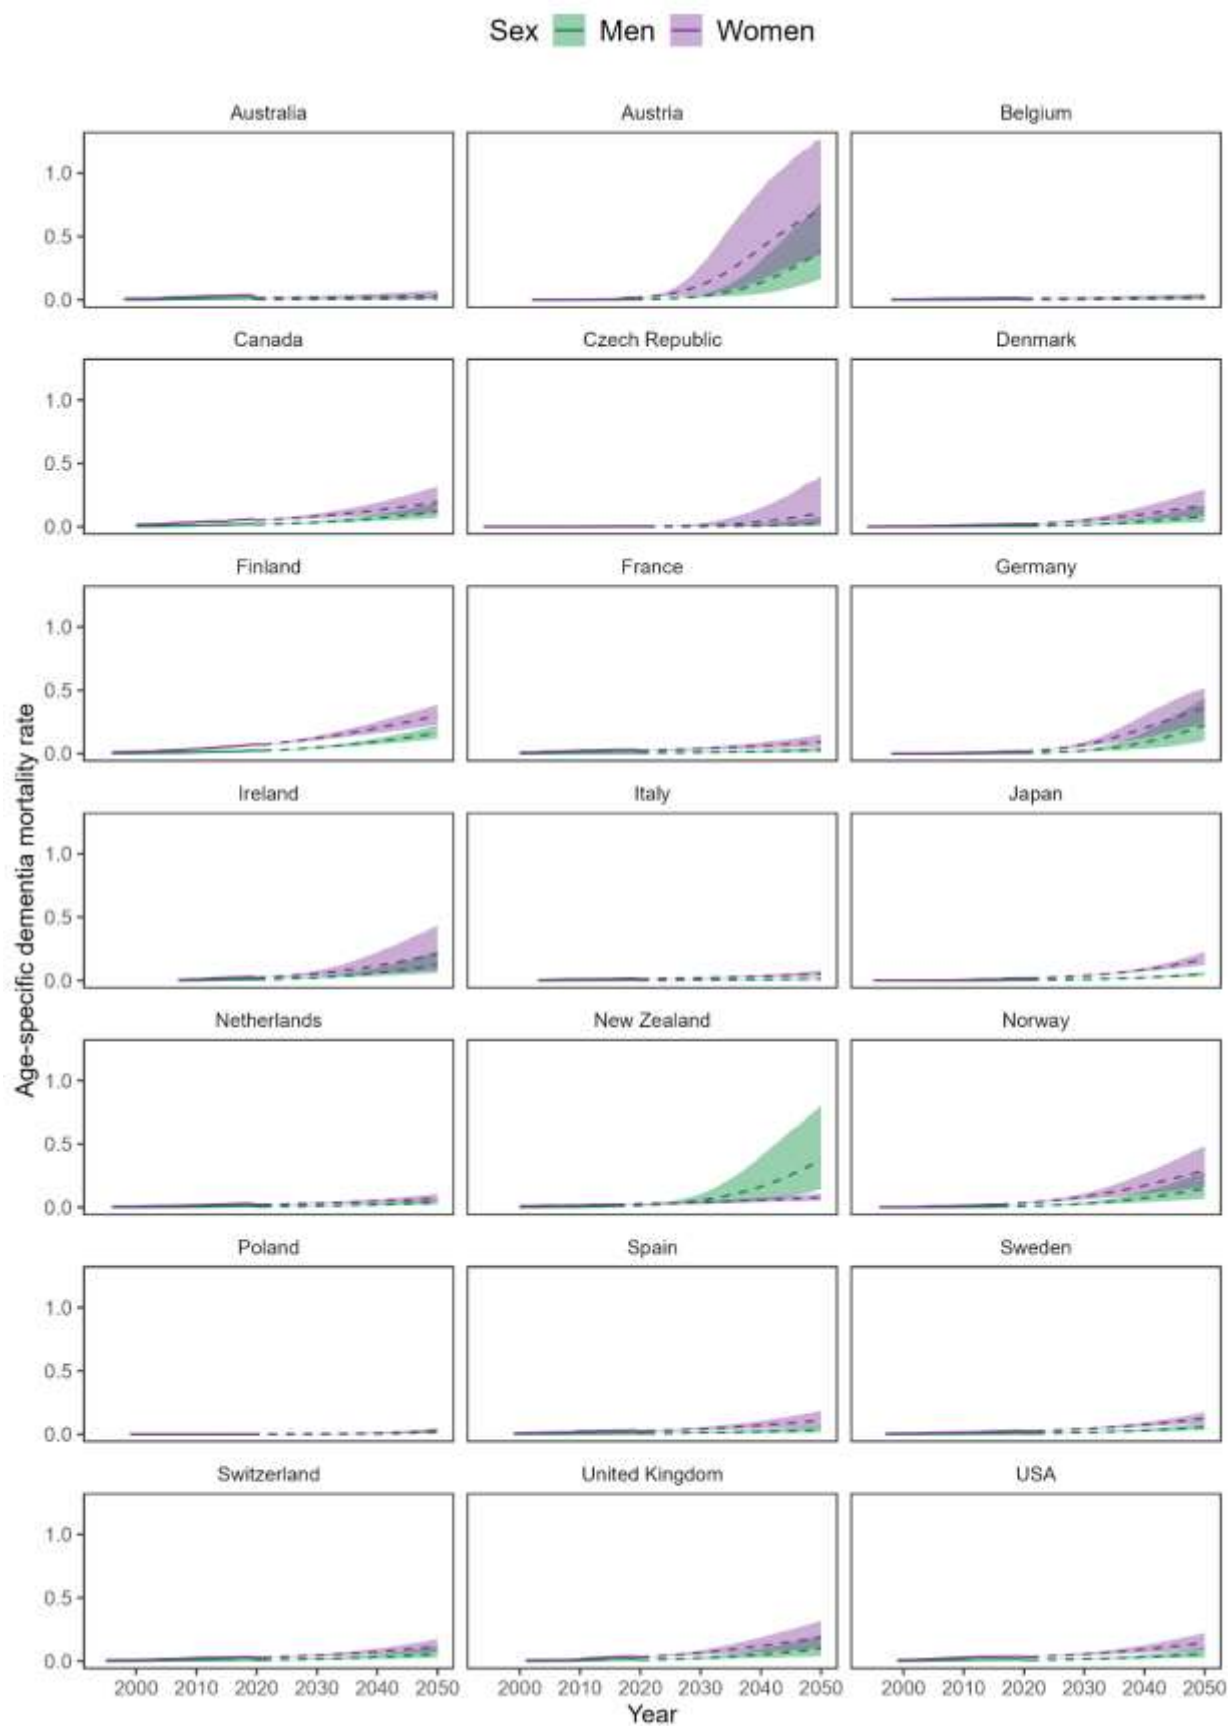 Sex Men Women
Australia Austria Belgium
1.0
0.5
0.0
Canada Czech Republic Denmark
1.0
0.5
0.0
Finland France Germany
1.0
0.5
0.0
Age-specific dementia mortality rate
Ireland Italy Japan
1.0
0.5
0.0
Netherlands New Zealand Norway
1.0
0.5
0.0
Poland Spain Sweden
1.0
0.5
0.0
Switzerland United Kingdom USA
1.0
0.5
0.0
2000 2010 2020 2030 2040 2050 2000 2010 2020 2030 2040 2050 2000 2010 2020 2030 2040 2050
Year